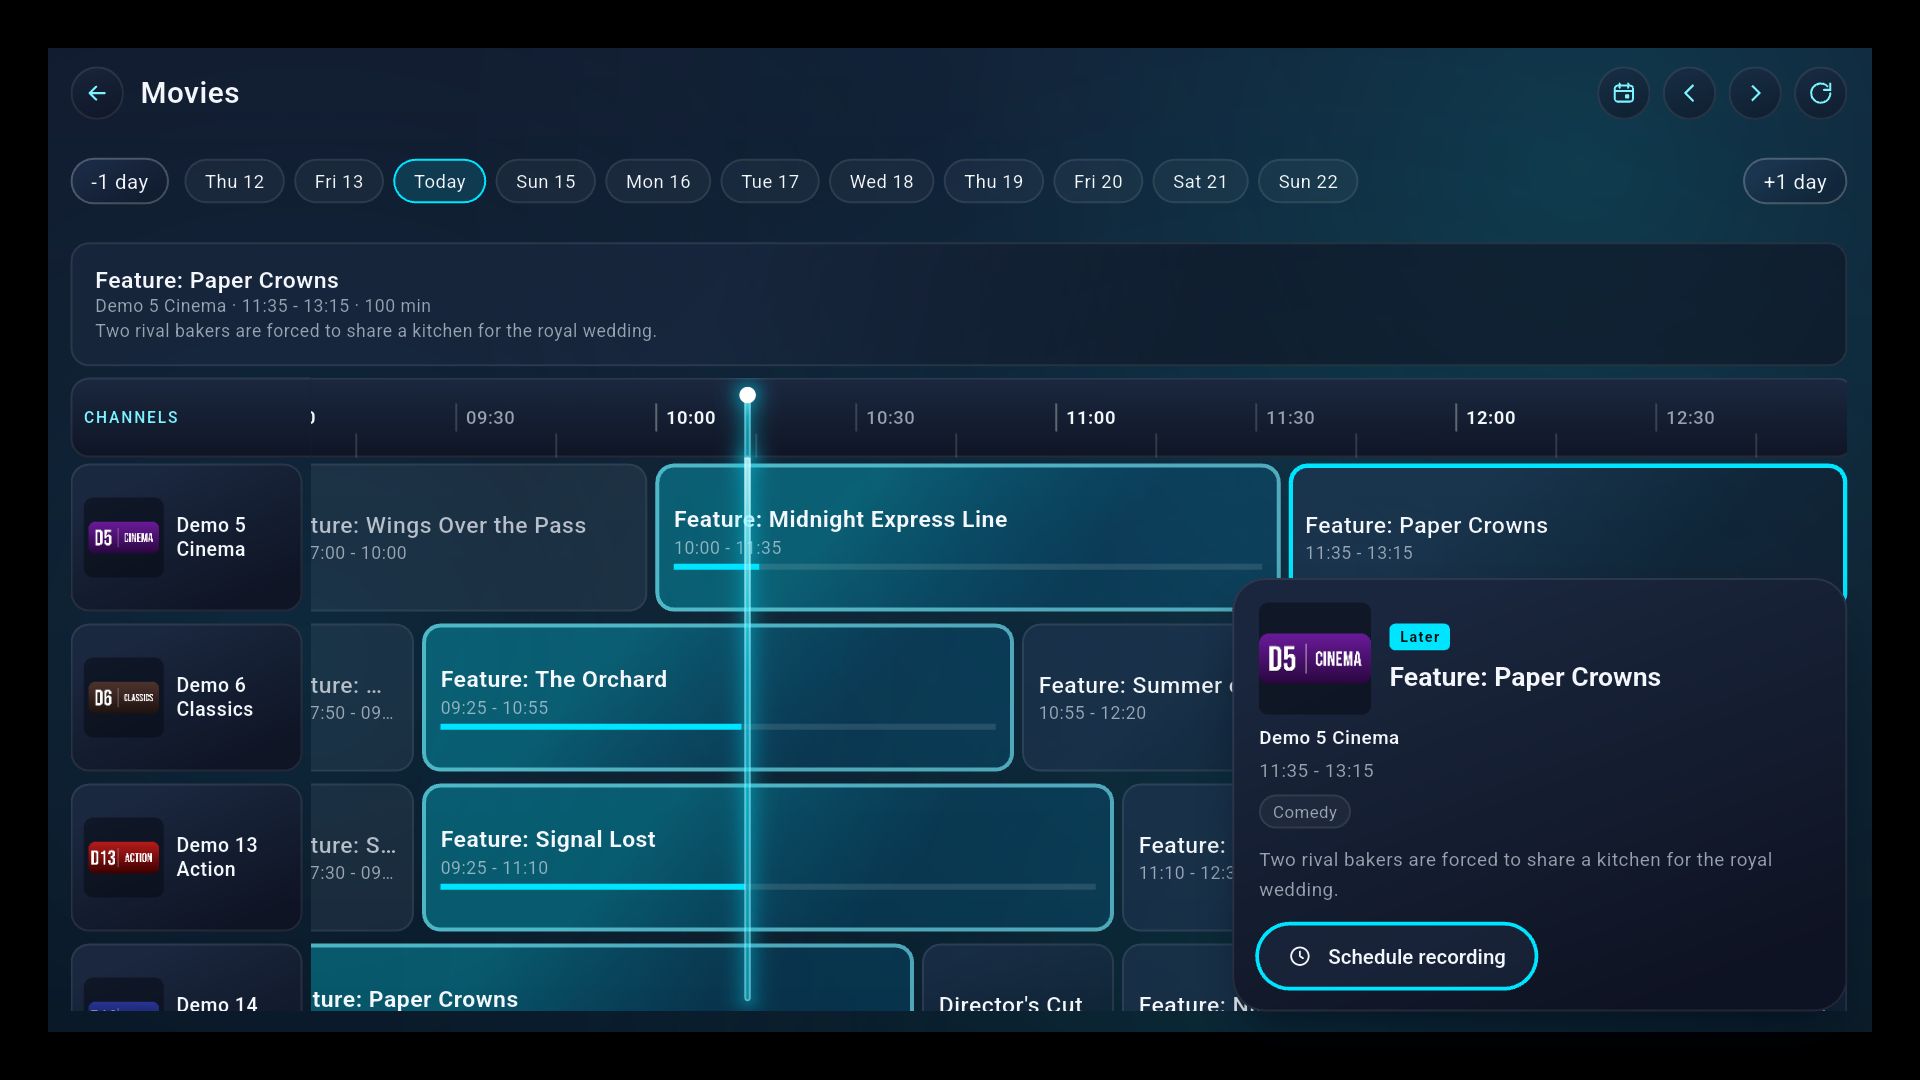 Movies
-1 day
Thu 12
Fri 13
Today
Sun 15
Mon 16
Tue 17
Wed 18
Thu 19
Fri 20
Sat 21
Sun 22
+1 day
Feature: Paper Crowns
Demo 5 Cinema · 11:35 - 13:15 · 100 min
Two rival bakers are forced to share a kitchen for the royal wedding.
CHANNELS
09:30
10:00
10:30
11:00
11:30
12:00
12:30
D5 CINEMA
Demo 5
Cinema
ture: Wings Over the Pass
7:00 - 10:00
Feature: Midnight Express Line
10:00 - 11:35
Feature: Paper Crowns
11:35 - 13:15
D6 CLASSICS
Demo 6
Classics
ture: ...
7:50 - 09...
Feature: The Orchard
09:25 - 10:55
Feature: Summer
10:55 - 12:20
D13 ACTION
Demo 13
Action
ture: S...
7:30 - 09...
Feature: Signal Lost
09:25 - 11:10
Feature:
11:10 - 12:3
Demo 14
ture: Paper Crowns
Director's Cut
Feature:
D5 CINEMA
Later
Feature: Paper Crowns
Demo 5 Cinema
11:35 - 13:15
Comedy
Two rival bakers are forced to share a kitchen for the royal
wedding.
Schedule recording